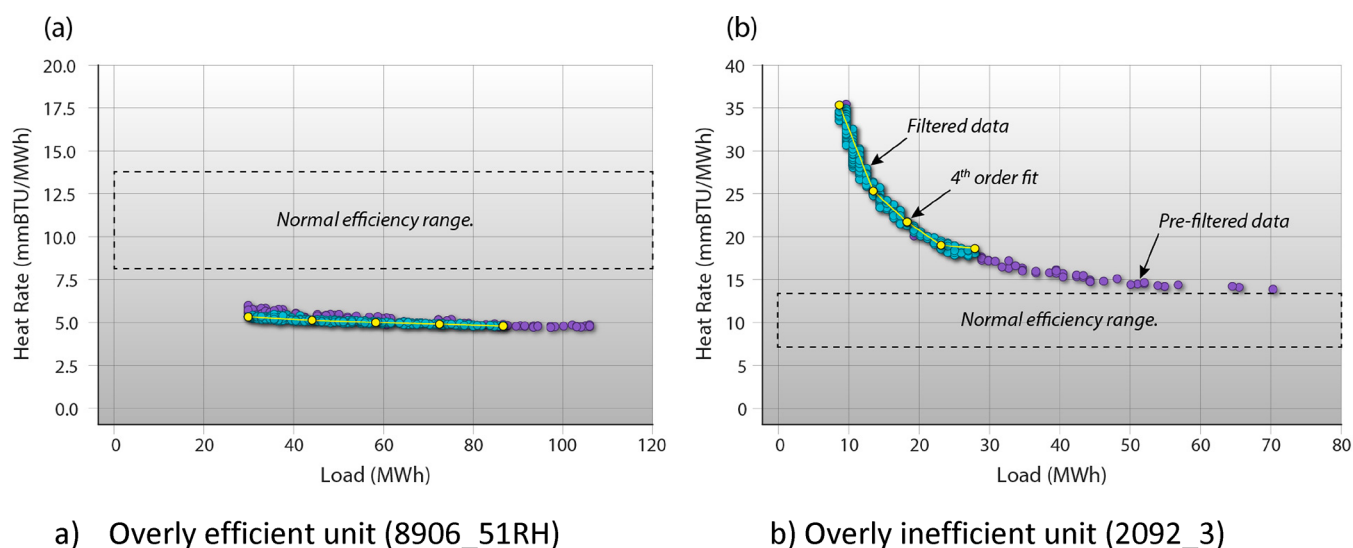 (a)
(b)
Heat Rate (mmBTU/MWh)
20.0
17.5
15.0
12.5
10.0
7.5
5.0
2.5
0.0
Normal efficiency range.
0 20 40 60 80 100 120
Load (MWh)
Heat Rate (mmBTU/MWh)
40
35
30
25
20
15
10
5
0
Filtered data
4th order fit
Pre-filtered data
Normal efficiency range.
0 10 20 30 40 50 60 70 80
Load (MWh)
a) Overly efficient unit (8906_51RH)
b) Overly inefficient unit (2092_3)